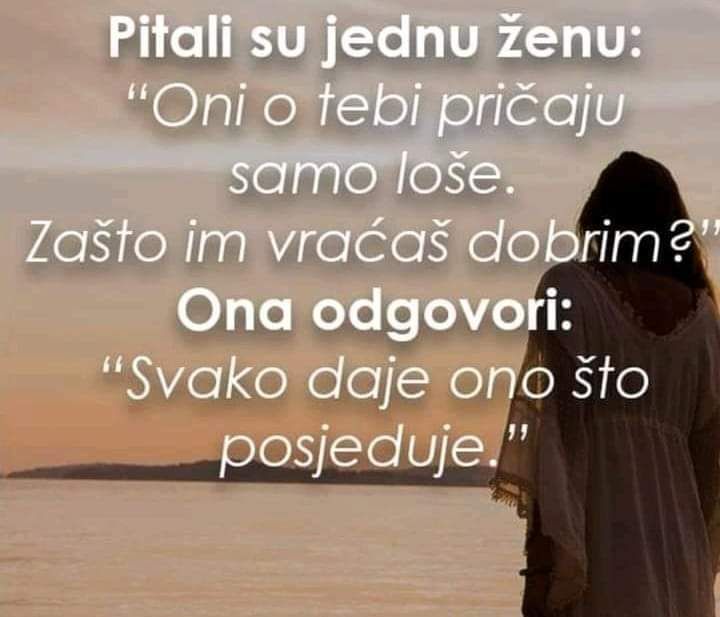 Pitali su jednu ženu:
“Oni o tebi pričaju
samo loše.
Zašto im vraćaš dobrim?”
Ona odgovori:
“Svako daje ono što
posjeduje.”